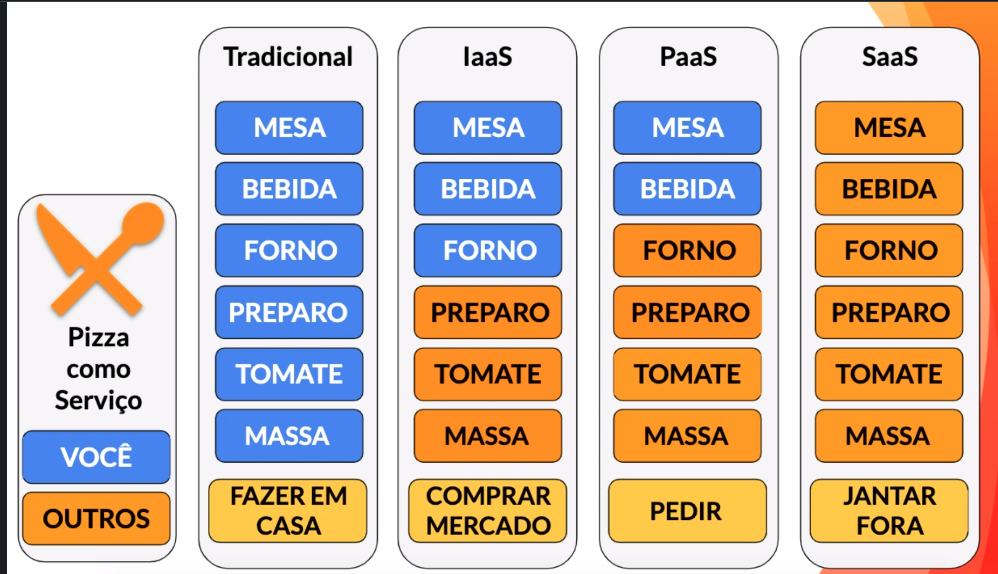 Tradicional
MESA
BEBIDA
FORNO
PREPARO
TOMATE
MASSA
FAZER EM
CASA
IaaS
MESA
BEBIDA
FORNO
PREPARO
TOMATE
MASSA
COMPRAR
MERCADO
PaaS
MESA
BEBIDA
FORNO
PREPARO
TOMATE
MASSA
PEDIR
SaaS
MESA
BEBIDA
FORNO
PREPARO
TOMATE
MASSA
JANTAR
FORA
Pizza
como
Serviço
VOCÊ
OUTROS